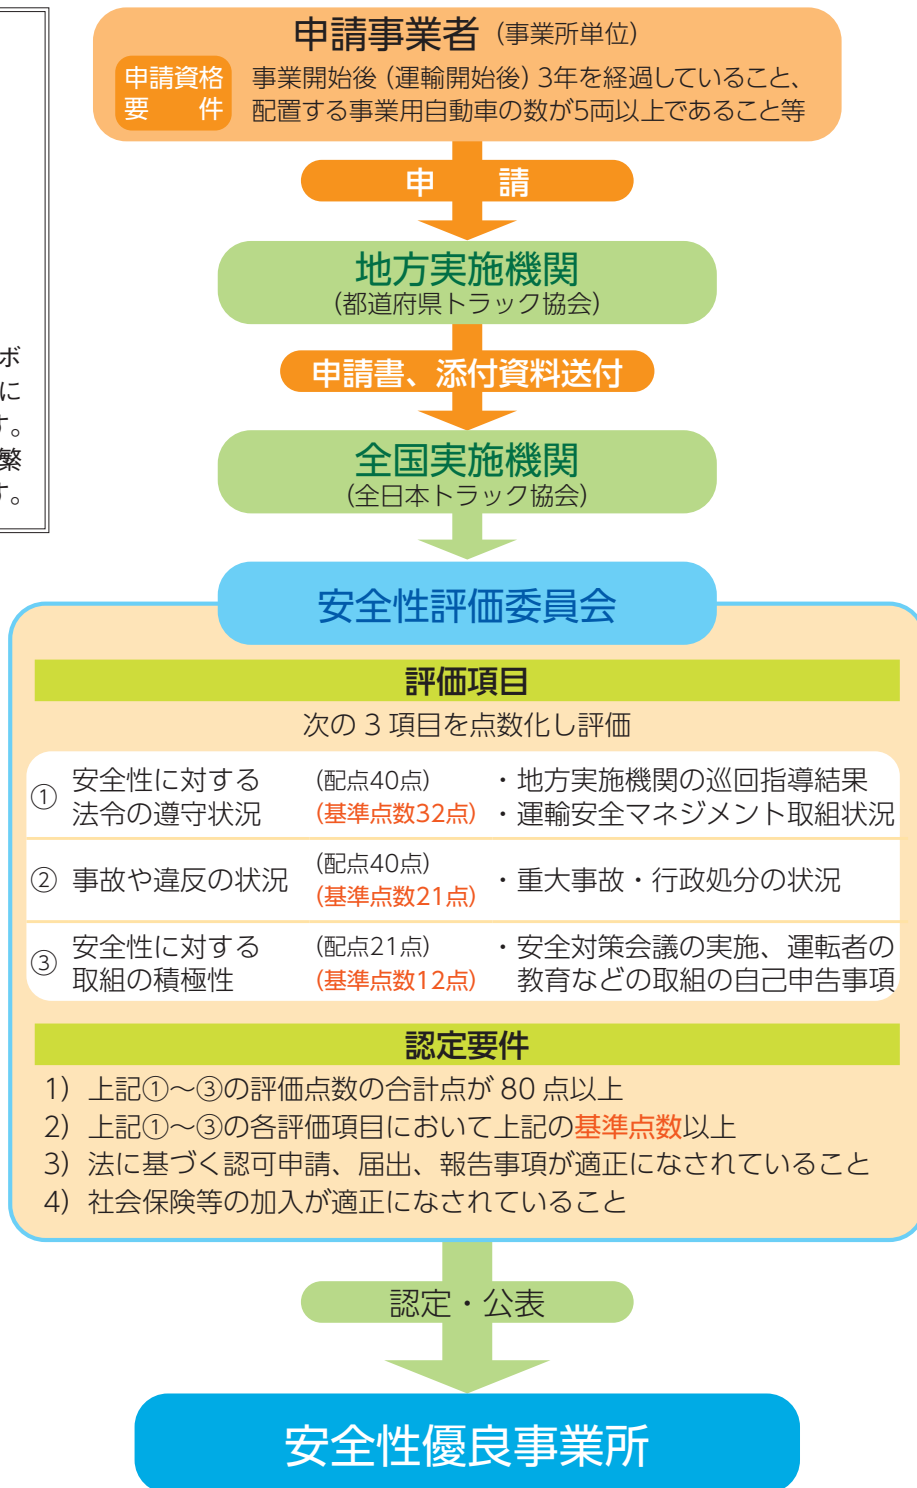 ボ
に
す。
繁
す。
申請事業者（事業所単位）
申請資格
要　件
事業開始後（運輸開始後）3年を経過していること、
配置する事業用自動車の数が5両以上であること等
申　請
地方実施機関
（都道府県トラック協会）
申請書、添付資料送付
全国実施機関
（全日本トラック協会）
安全性評価委員会
評価項目
次の 3 項目を点数化し評価
① 安全性に対する
法令の遵守状況
（配点40点）
（基準点数32点）
・地方実施機関の巡回指導結果
・運輸安全マネジメント取組状況
② 事故や違反の状況
（配点40点）
（基準点数21点）
・重大事故・行政処分の状況
③ 安全性に対する
取組の積極性
（配点21点）
（基準点数12点）
・安全対策会議の実施、運転者の
教育などの取組の自己申告事項
認定要件
1）上記①～③の評価点数の合計点が 80 点以上
2）上記①～③の各評価項目において上記の基準点数以上
3）法に基づく認可申請、届出、報告事項が適正になされていること
4）社会保険等の加入が適正になされていること
認定・公表
安全性優良事業所